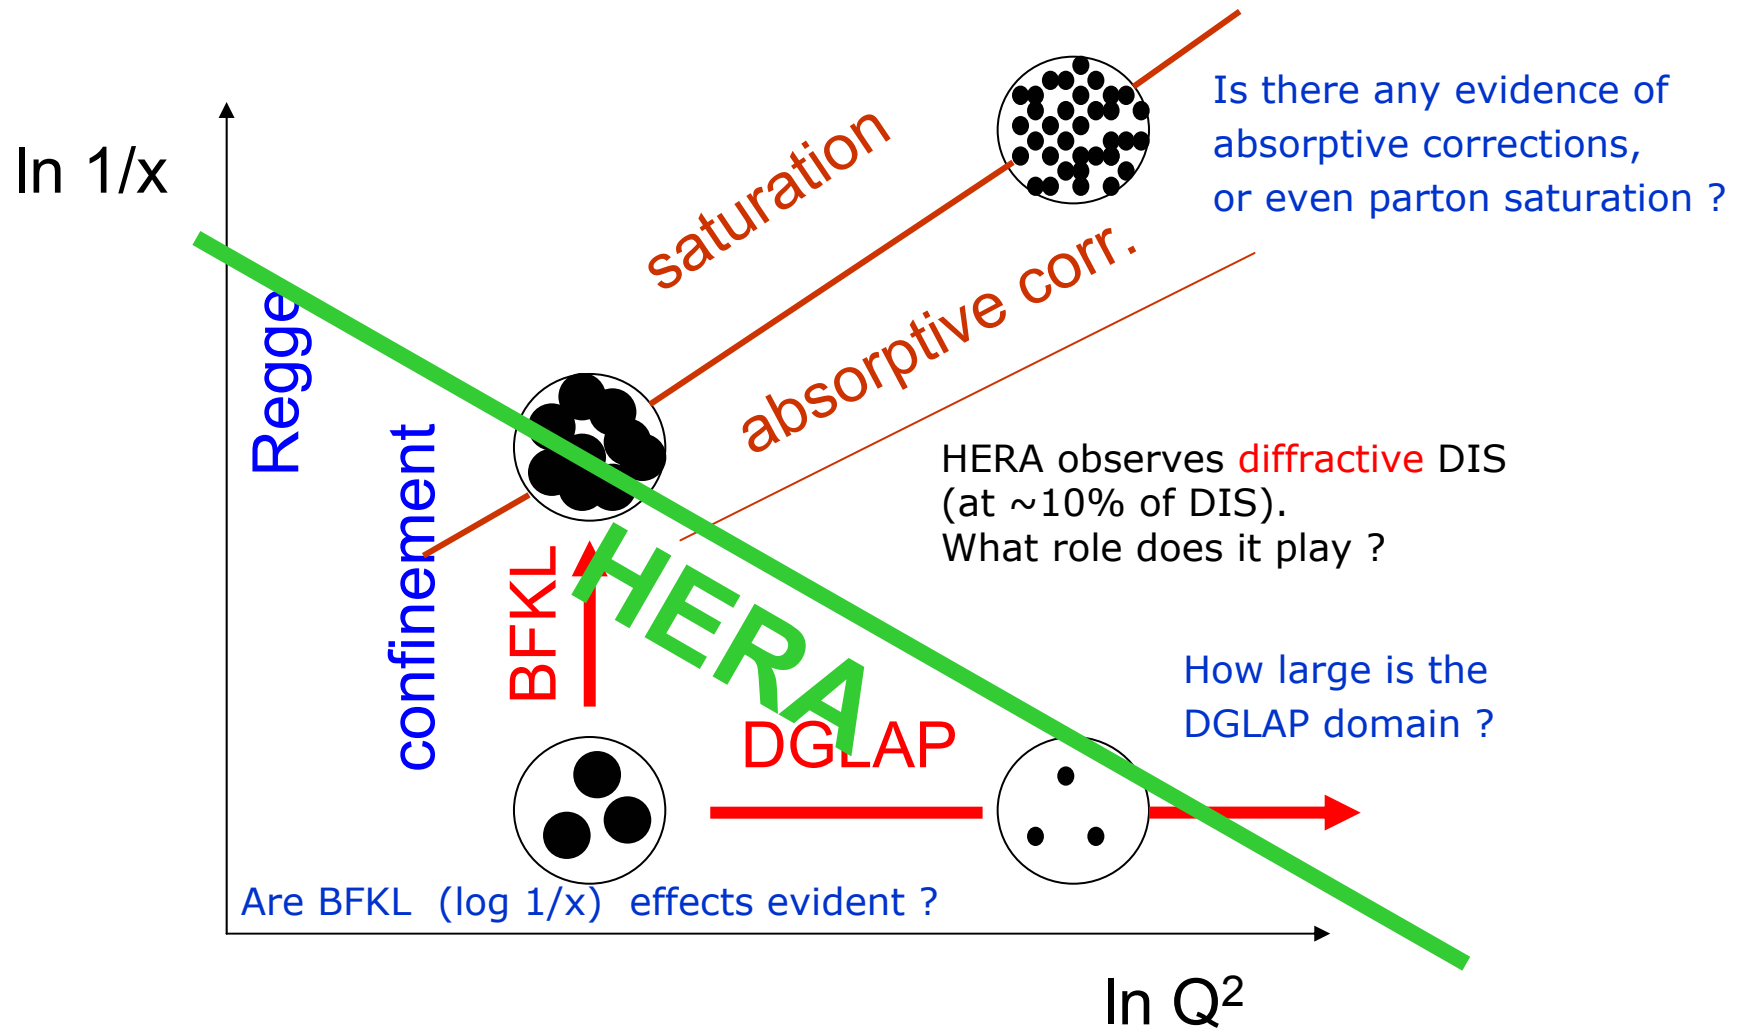 ln 1/x
saturation
Is there any evidence of
absorptive corrections,
or even parton saturation ?
absorptive corr.
Regge
confinement
HERA observes diffractive DIS
(at ~10% of DIS).
What role does it play ?
BFKL
HERA
DGLAP
How large is the
DGLAP domain ?
Are BFKL (log 1/x) effects evident ?
ln Q²